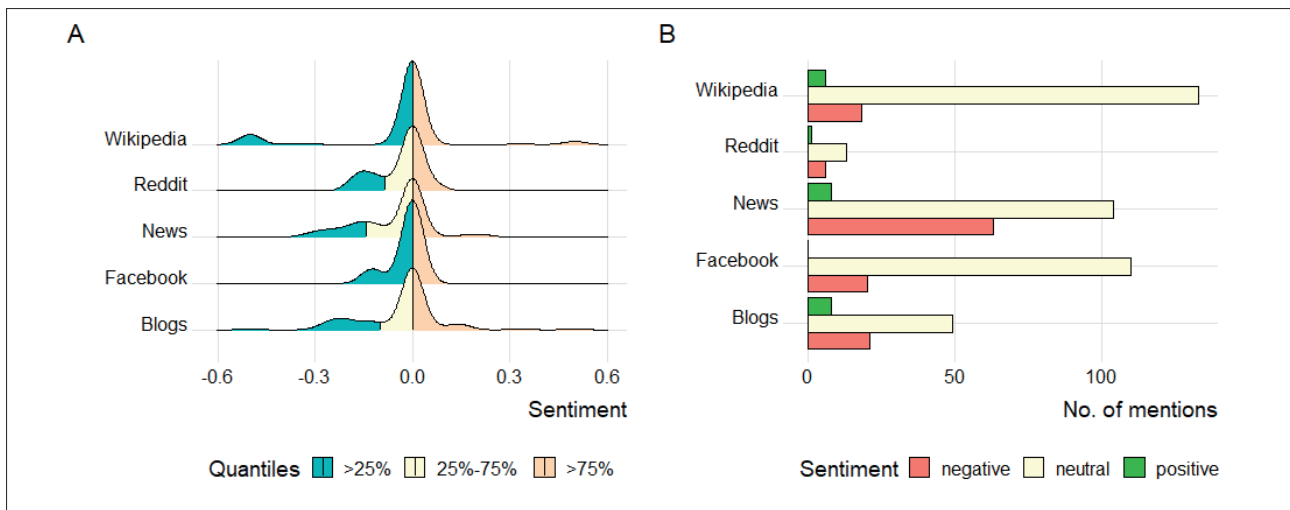 A
Wikipedia
Reddit
News
Facebook
Blogs
-0.6 -0.3 0.0 0.3 0.6
Sentiment
Quantiles >25% 25%-75% >75%
B
Wikipedia
Reddit
News
Facebook
Blogs
0 50 100
No. of mentions
Sentiment negative neutral positive